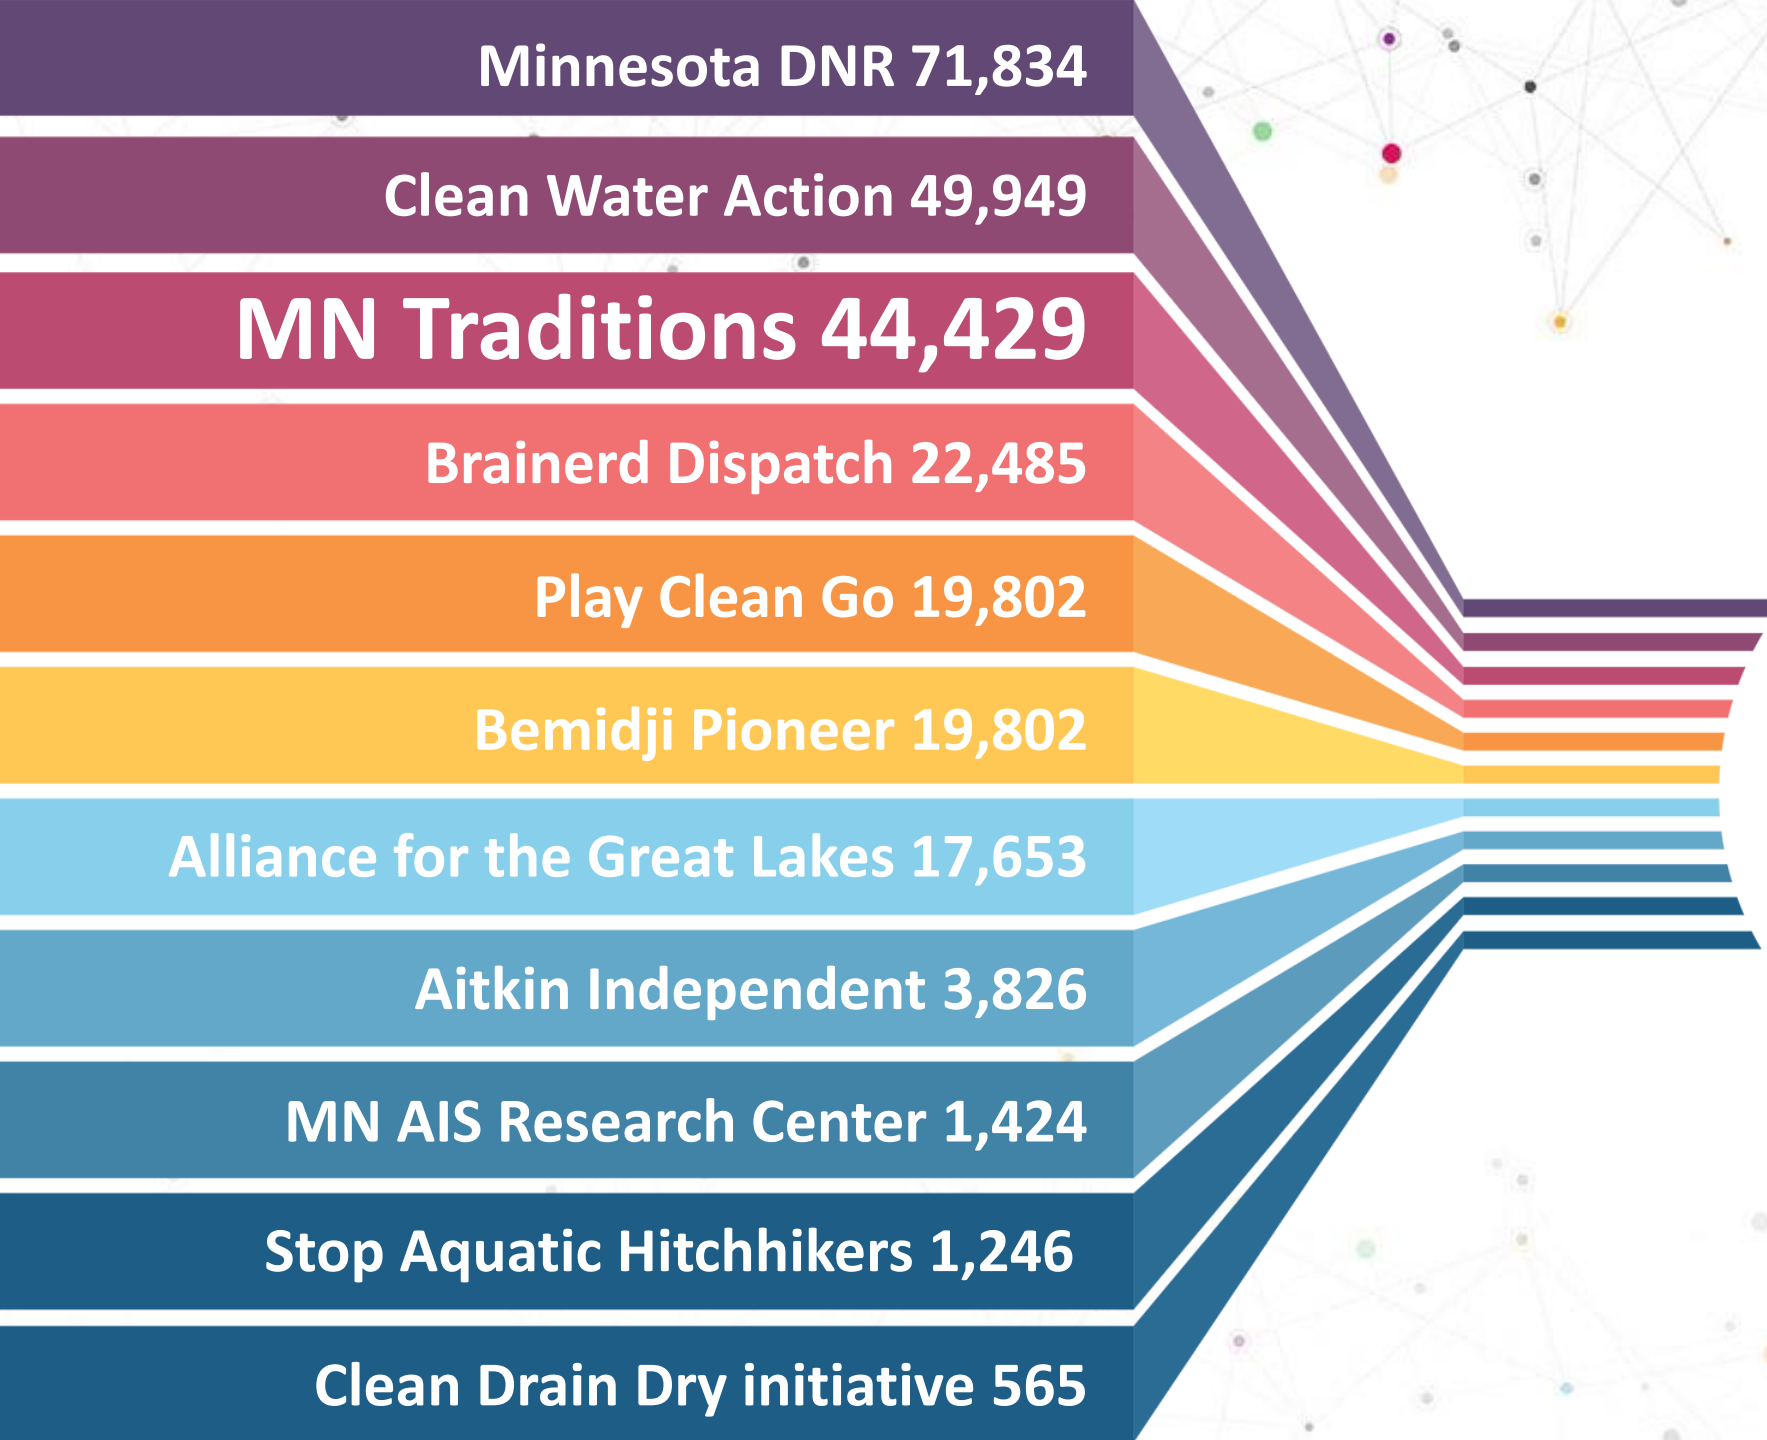 Minnesota DNR 71,834
Clean Water Action 49,949
MN Traditions 44,429
Brainerd Dispatch 22,485
Play Clean Go 19,802
Bemidji Pioneer 19,802
Alliance for the Great Lakes 17,653
Aitkin Independent 3,826
MN AIS Research Center 1,424
Stop Aquatic Hitchhikers 1,246
Clean Drain Dry initiative 565